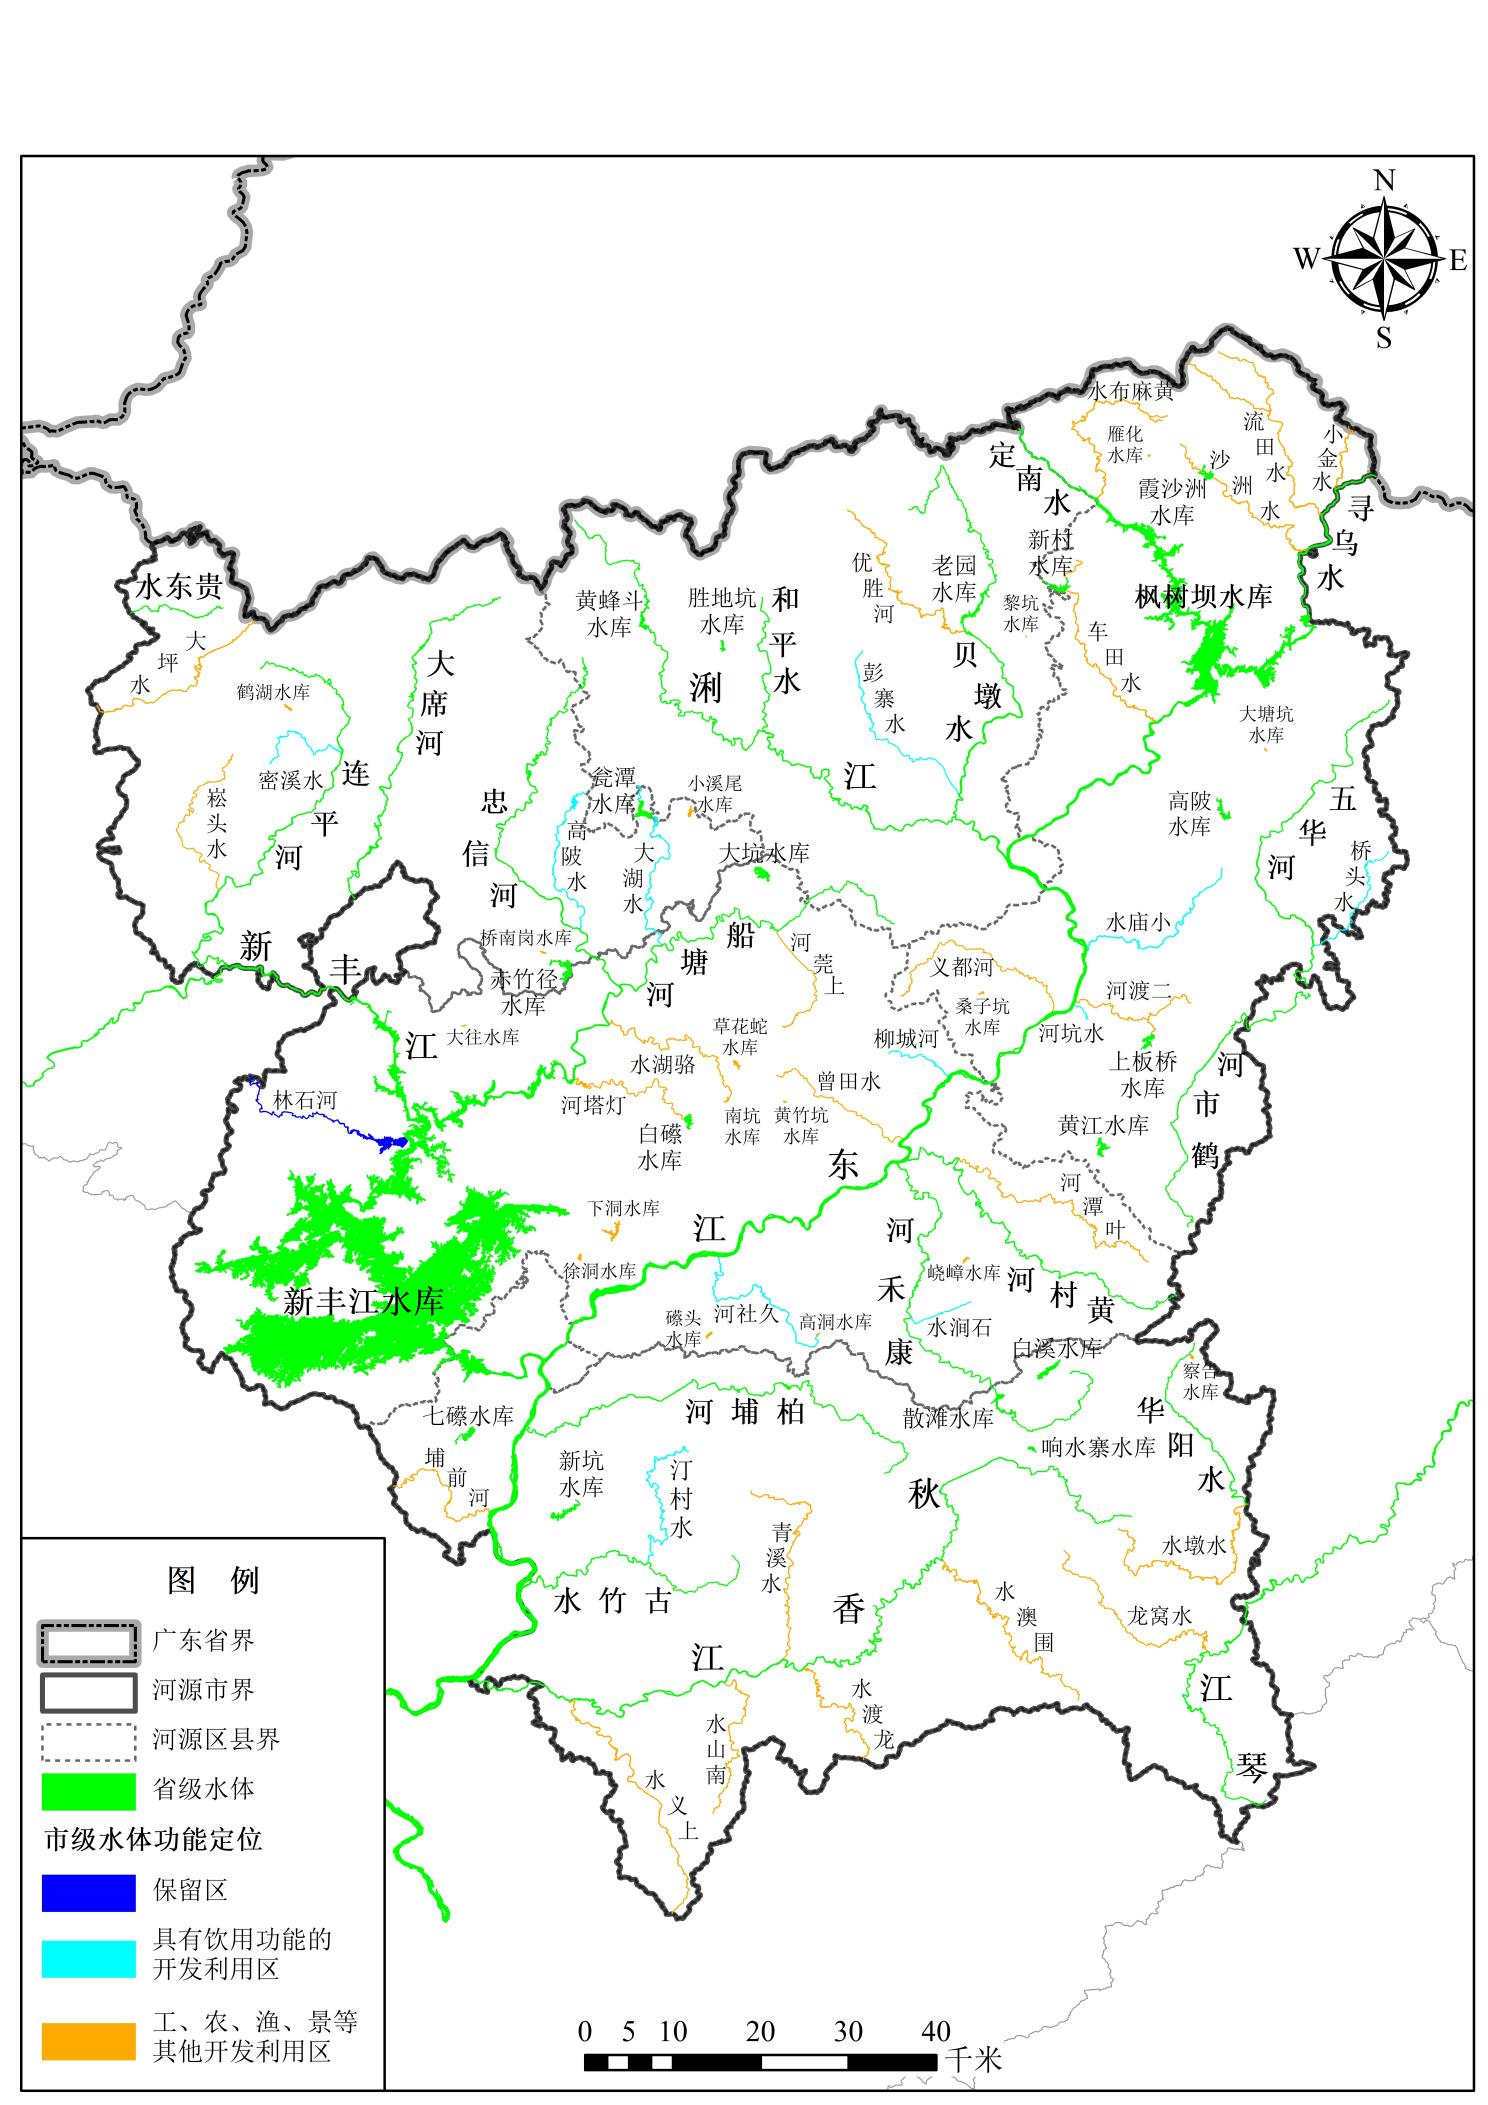 N
W
E
S
水布麻黄
雁化
水库
流田水
小金水
定南水
沙洲水
霞沙洲
水库
寻乌水
新村
水库
枫树坝水库
水东贵
大坪水
鹤湖水库
大席河
黄蜂斗
水库
胜地坑
水库
和平水
优胜河
老园
水库
黎坑
水库
车田水
贝墩水
彭寨水
浰江
大塘坑
水库
密溪水
连平河
崧头水
忠信河
瓮潭
水库
小溪尾
水库
高陂水
大湖水
大坑水库
高陂
水库
五华河
桥头水
水庙小
新丰江
桥南岗水库
赤竹径
水库
船塘河
河莞上
义都河
桑子坑
水库
河渡二
河坑水
上板桥
水库
大往水库
草花蛇
水库
柳城河
水湖骆
曾田水
河塔灯
白礤
水库
南坑
水库
黄竹坑
水库
林石河
黄江水库
河市鹤
东江
河潭叶
下洞水库
徐洞水库
新丰江水库
礤头
水库
河社久
高洞水库
河禾康
峣嶂水库
河村黄
水涧石
白溪水库
察告
水库
七礤水库
河埔柏
散滩水库
响水寨水库
华阳水
埔前河
新坑
水库
汀村水
青溪水
秋香江
水墩水
水竹古
水澳围
龙窝水
水渡龙
水山南
水义上
江琴
图 例
广东省界
河源市界
河源区县界
省级水体
市级水体功能定位
保留区
具有饮用功能的
开发利用区
工、农、渔、景等
其他开发利用区
0 5 10 20 30 40
千米